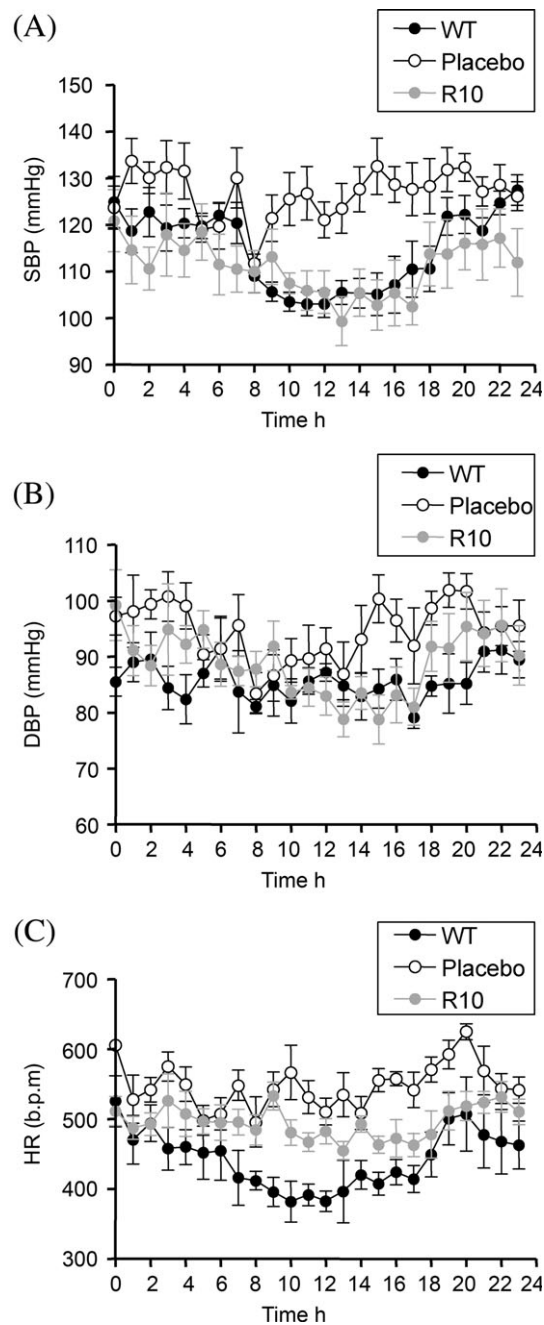 (A)
WT
Placebo
R10
150
140
130
120
110
100
90
SBP (mmHg)
0 2 4 6 8 10 12 14 16 18 20 22 24
Time h
(B)
WT
Placebo
R10
110
100
90
80
70
60
DBP (mmHg)
0 2 4 6 8 10 12 14 16 18 20 22 24
Time h
(C)
WT
Placebo
R10
700
600
500
400
300
HR (b.p.m)
0 2 4 6 8 10 12 14 16 18 20 22 24
Time h